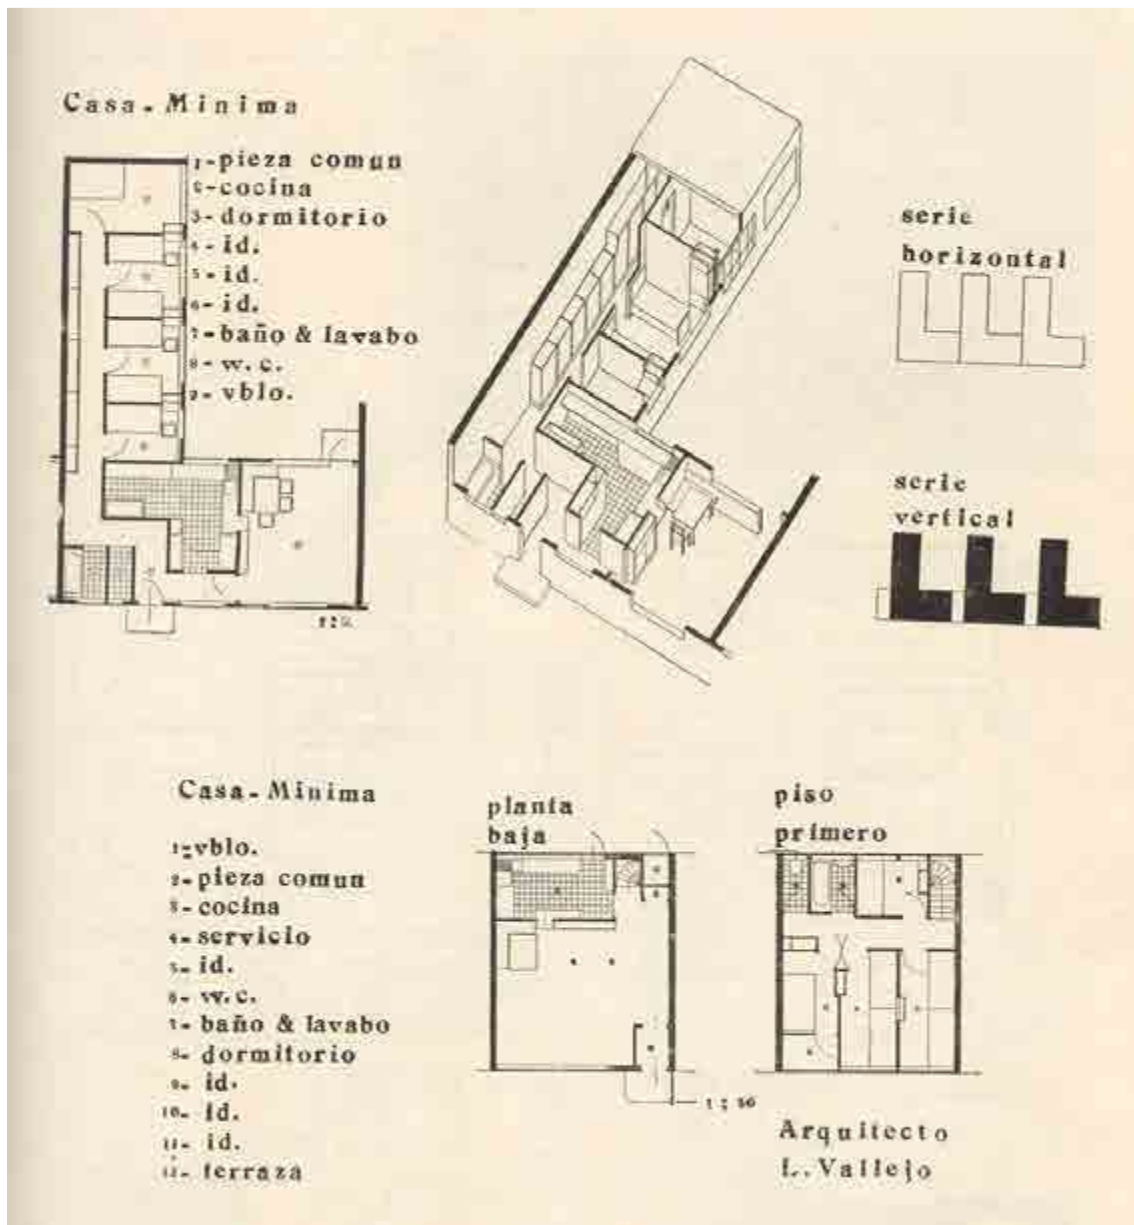 Casa-Mínima
1-pieza comun
2-cocina
3-dormitorio
4-id.
5-id.
6-id.
7-baño & lavabo
8-w.c.
9-vblo.
serie
horizontal
serie
vertical
Casa-Mínima
1-vblo.
2-pieza comun
3-cocina
4-servicio
5-id.
6-w.c.
7-baño & lavabo
8-dormitorio
9-id.
10-id.
11-id.
12-terraza
planta
baja
piso
primero
1:50
Arquitecto
L. Vallejo